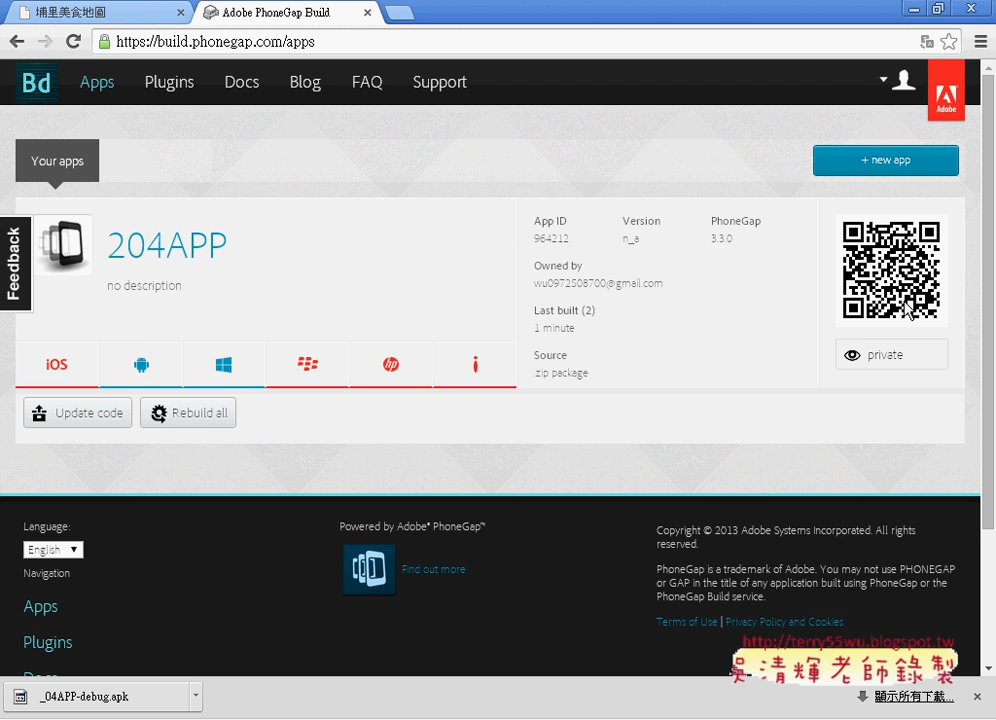 埔里美食地圖
Adobe PhoneGap Build
https://build.phonegap.com/apps
Bd
Apps
Plugins
Docs
Blog
FAQ
Support
Adobe
Your apps
+ new app
Feedback
204APP
no description
App ID
964212
Version
n_a
PhoneGap
3.3.0
Owned by
wu0972508700@gmail.com
Last built (2)
1 minute
Source
.zip package
private
iOS
hp
Update code
Rebuild all
Language:
English
Navigation
Apps
Plugins
Powered by Adobe® PhoneGap™
Find out more
Copyright © 2013 Adobe Systems Incorporated. All rights
reserved.
PhoneGap is a trademark of Adobe. You may not use PHONEGAP
or GAP in the title of any application built using PhoneGap or the
PhoneGap Build service.
Terms of Use | Privacy Policy and Cookies
http://terry55wu.blogspot.tw
吳清輝老師錄製
_04APP-debug.apk
顯示所有下載...